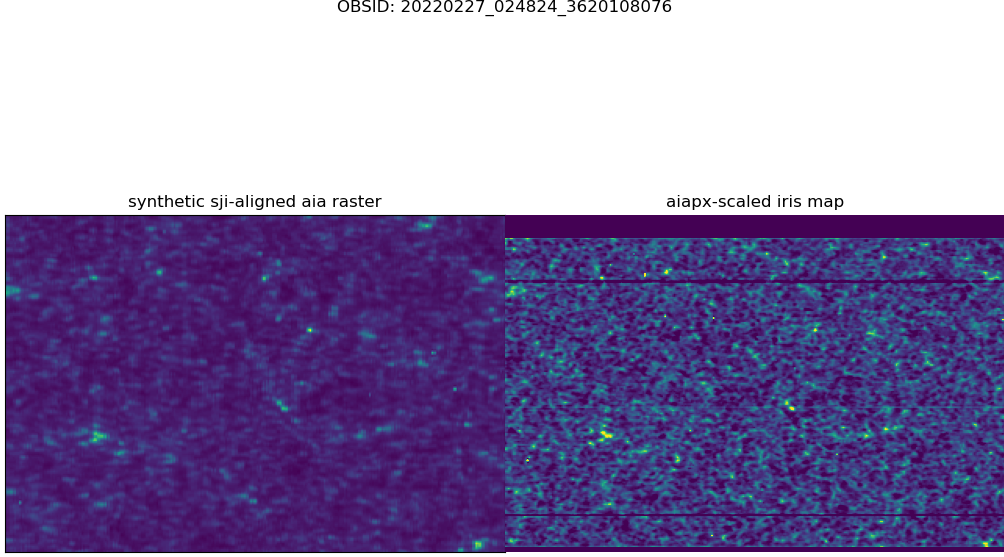 OBSID: 20220227_024824_3620108076
synthetic sji-aligned aia raster
aiapx-scaled iris map